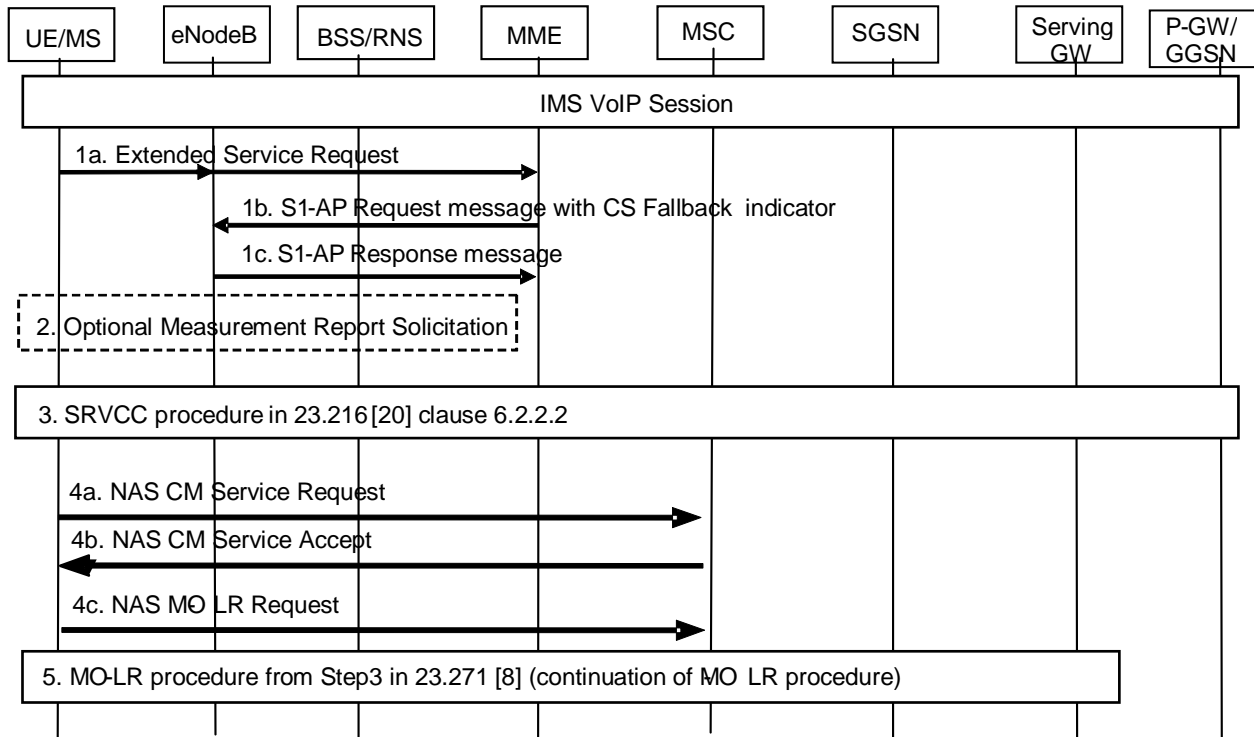 UE/MS
eNodeB
BSS/RNS
MME
MSC
SGSN
Serving
GW
P-GW/
GGSN
IMS VoIP Session
1a. Extended Service Request
1b. S1-AP Request message with CS Fallback indicator
1c. S1-AP Response message
2. Optional Measurement Report Solicitation
3. SRVCC procedure in 23.216 [20] clause 6.2.2.2
4a. NAS CM Service Request
4b. NAS CM Service Accept
4c. NAS MO-LR Request
5. MO-LR procedure from Step3 in 23.271 [8] (continuation of MO-LR procedure)